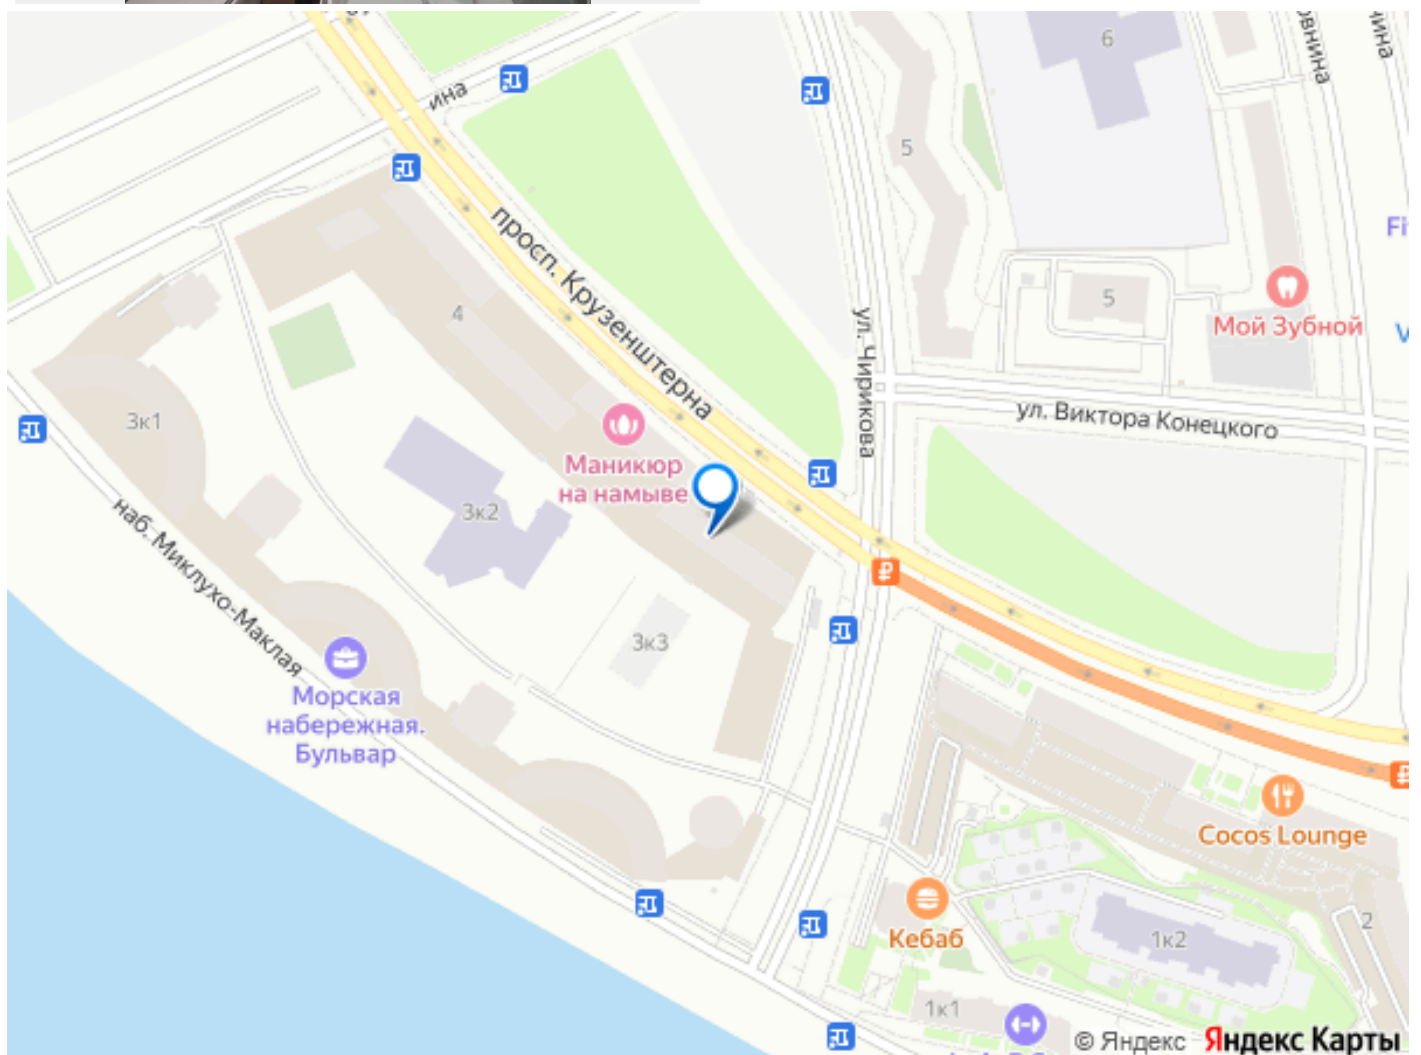 ина
6
5
просп. Крузенштерна
ул. Чирикова
5
Мой Зубной
Fi
V
4
3к1
Маникюр
на намыве
ул. Виктора Конецкого
3к2
наб. Миклухо-Маклая
3к3
Морская
набережная.
Бульвар
Cocos Lounge
Кебаб
1к2
2
1к1
© Яндекс Яндекс Карты